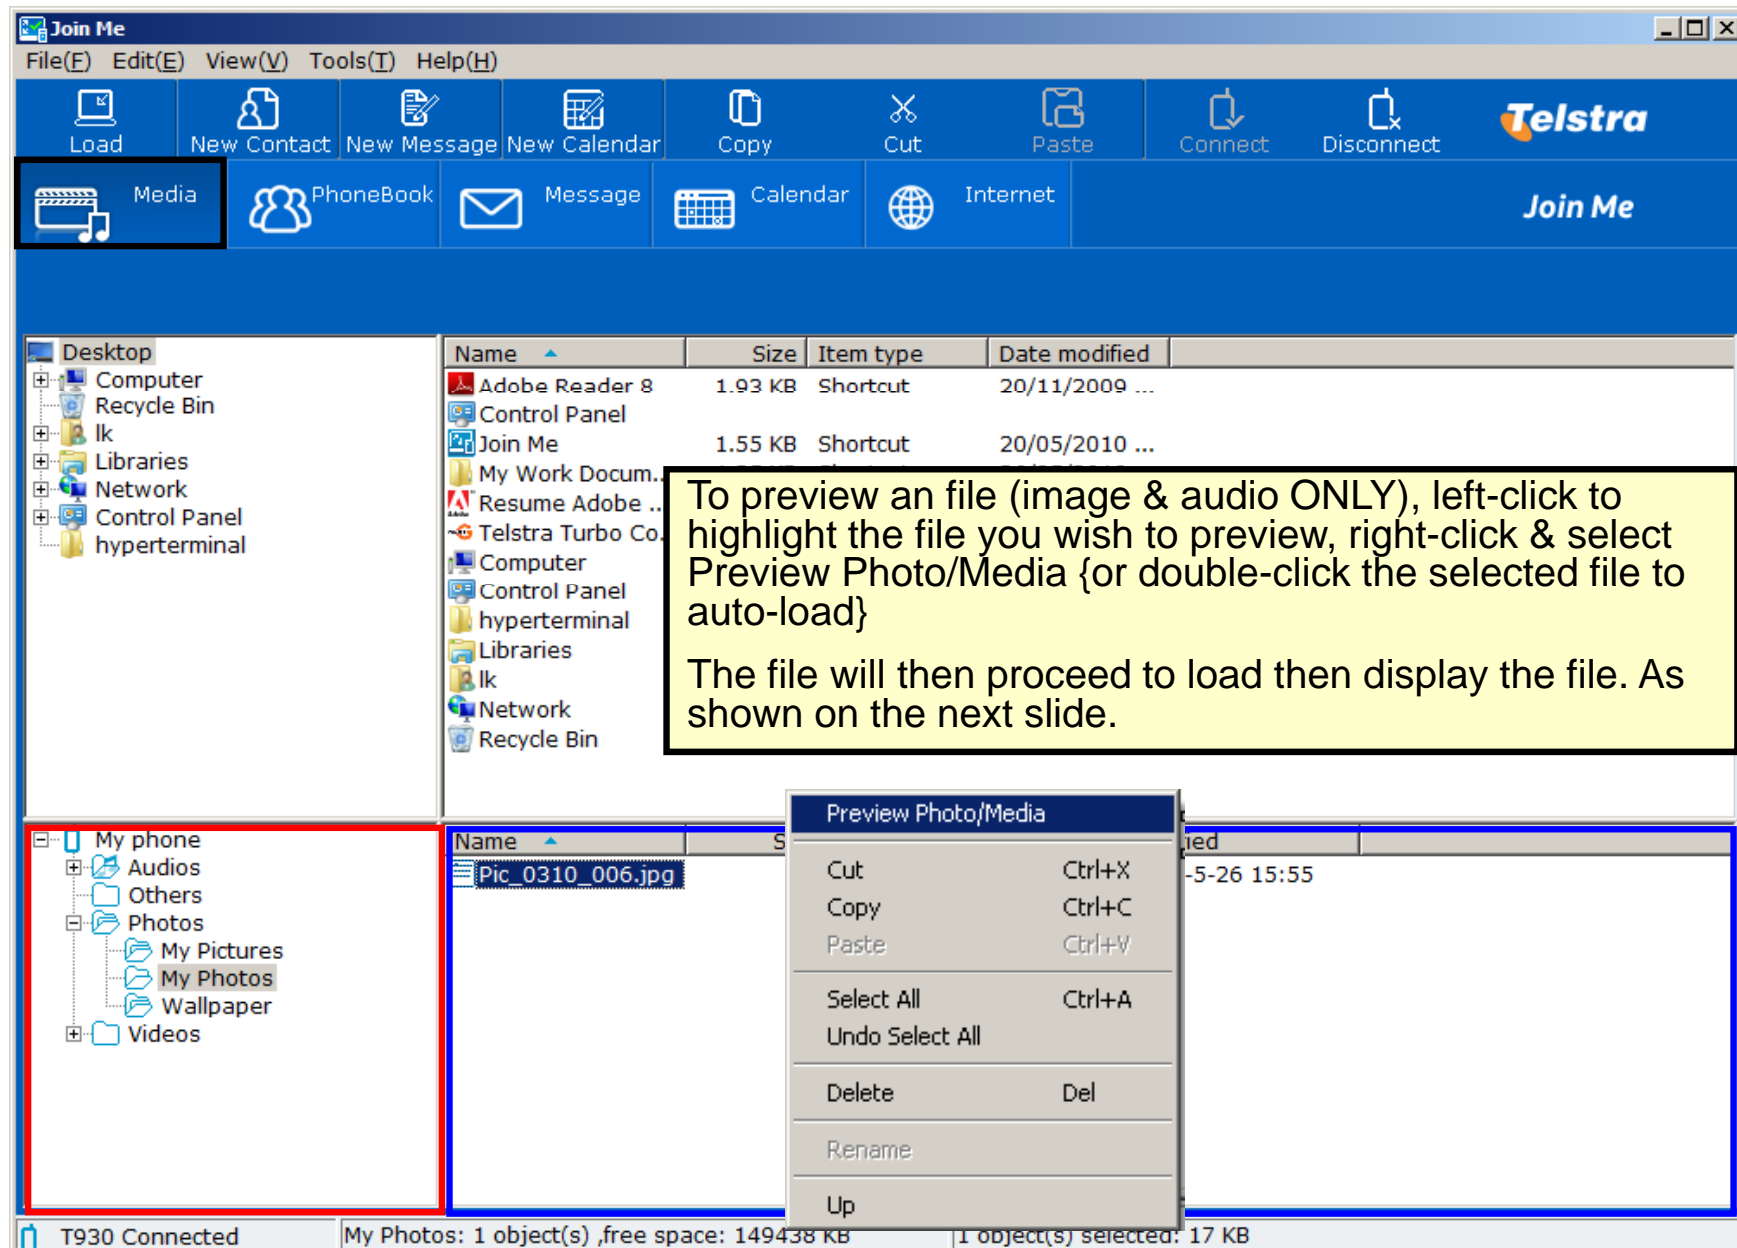 Join Me
File(F) Edit(E) View(V) Tools(T) Help(H)
Load New Contact New Message New Calendar Copy Cut Paste Connect Disconnect Telstra
Media PhoneBook Message Calendar Internet Join Me
Desktop
Computer
Recycle Bin
lk
Libraries
Network
Control Panel
hyperterminal
Name Size Item type Date modified
Adobe Reader 8 1.93 KB Shortcut 20/11/2009 ...
Control Panel
Join Me 1.55 KB Shortcut 20/05/2010 ...
My Work Docum..
Resume Adobe ..
Telstra Turbo Co.
Computer
Control Panel
hyperterminal
Libraries
lk
Network
Recycle Bin
To preview an file (image & audio ONLY), left-click to
highlight the file you wish to preview, right-click & select
Preview Photo/Media {or double-click the selected file to
auto-load}
The file will then proceed to load then display the file. As
shown on the next slide.
My phone
Audios
Others
Photos
My Pictures
My Photos
Wallpaper
Videos
Name S ied
Pic_0310_006.jpg -5-26 15:55
Preview Photo/Media
Cut Ctrl+X
Copy Ctrl+C
Paste Ctrl+V
Select All Ctrl+A
Undo Select All
Delete Del
Rename
Up
T930 Connected My Photos: 1 object(s) ,free space: 149438 KB 1 object(s) selected: 17 KB